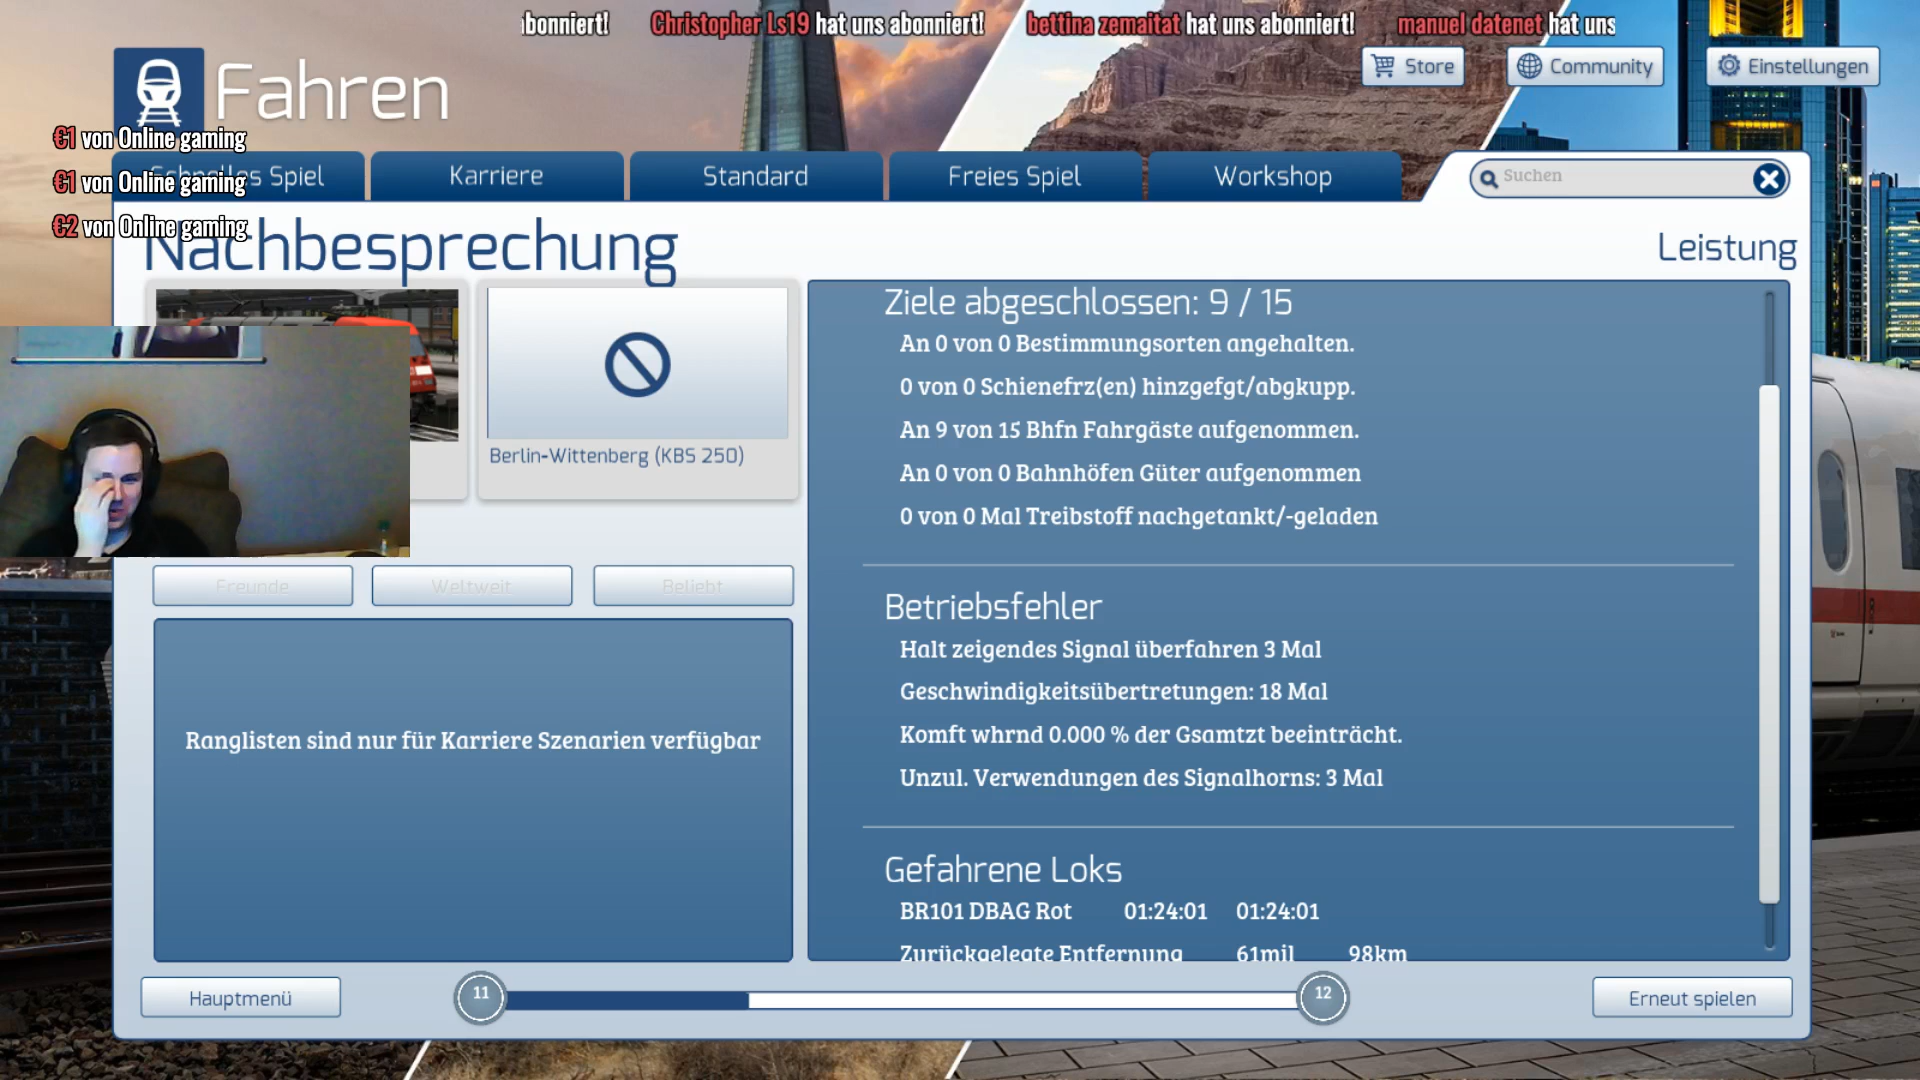 bonniert! Christopher Ls19 hat uns abonniert! bettina zemaitat hat uns abonniert! manuel datenet hat uns
Store
Community
Einstellungen
Fahren
€1 von Online gaming
€1 von Online gaming
€2 von Online gaming
Schnelles Spiel
Karriere
Standard
Freies Spiel
Workshop
Suchen
Nachbesprechung
Leistung
Berlin-Wittenberg (KBS 250)
Freunde
Weltweit
Beliebt
Ranglisten sind nur für Karriere Szenarien verfügbar
Ziele abgeschlossen: 9 / 15
An 0 von 0 Bestimmungsorten angehalten.
0 von 0 Schienefrz(en) hinzgefgt/abgkupp.
An 9 von 15 Bhfn Fahrgäste aufgenommen.
An 0 von 0 Bahnhöfen Güter aufgenommen
0 von 0 Mal Treibstoff nachgetankt/-geladen
Betriebsfehler
Halt zeigendes Signal überfahren 3 Mal
Geschwindigkeitsübertretungen: 18 Mal
Komft whrnd 0.000 % der Gsamtzt beeinträcht.
Unzul. Verwendungen des Signalhorns: 3 Mal
Gefahrene Loks
BR101 DBAG Rot 01:24:01 01:24:01
Zurückgelegte Entfernung 61mil 98km
Hauptmenü
11
12
Erneut spielen